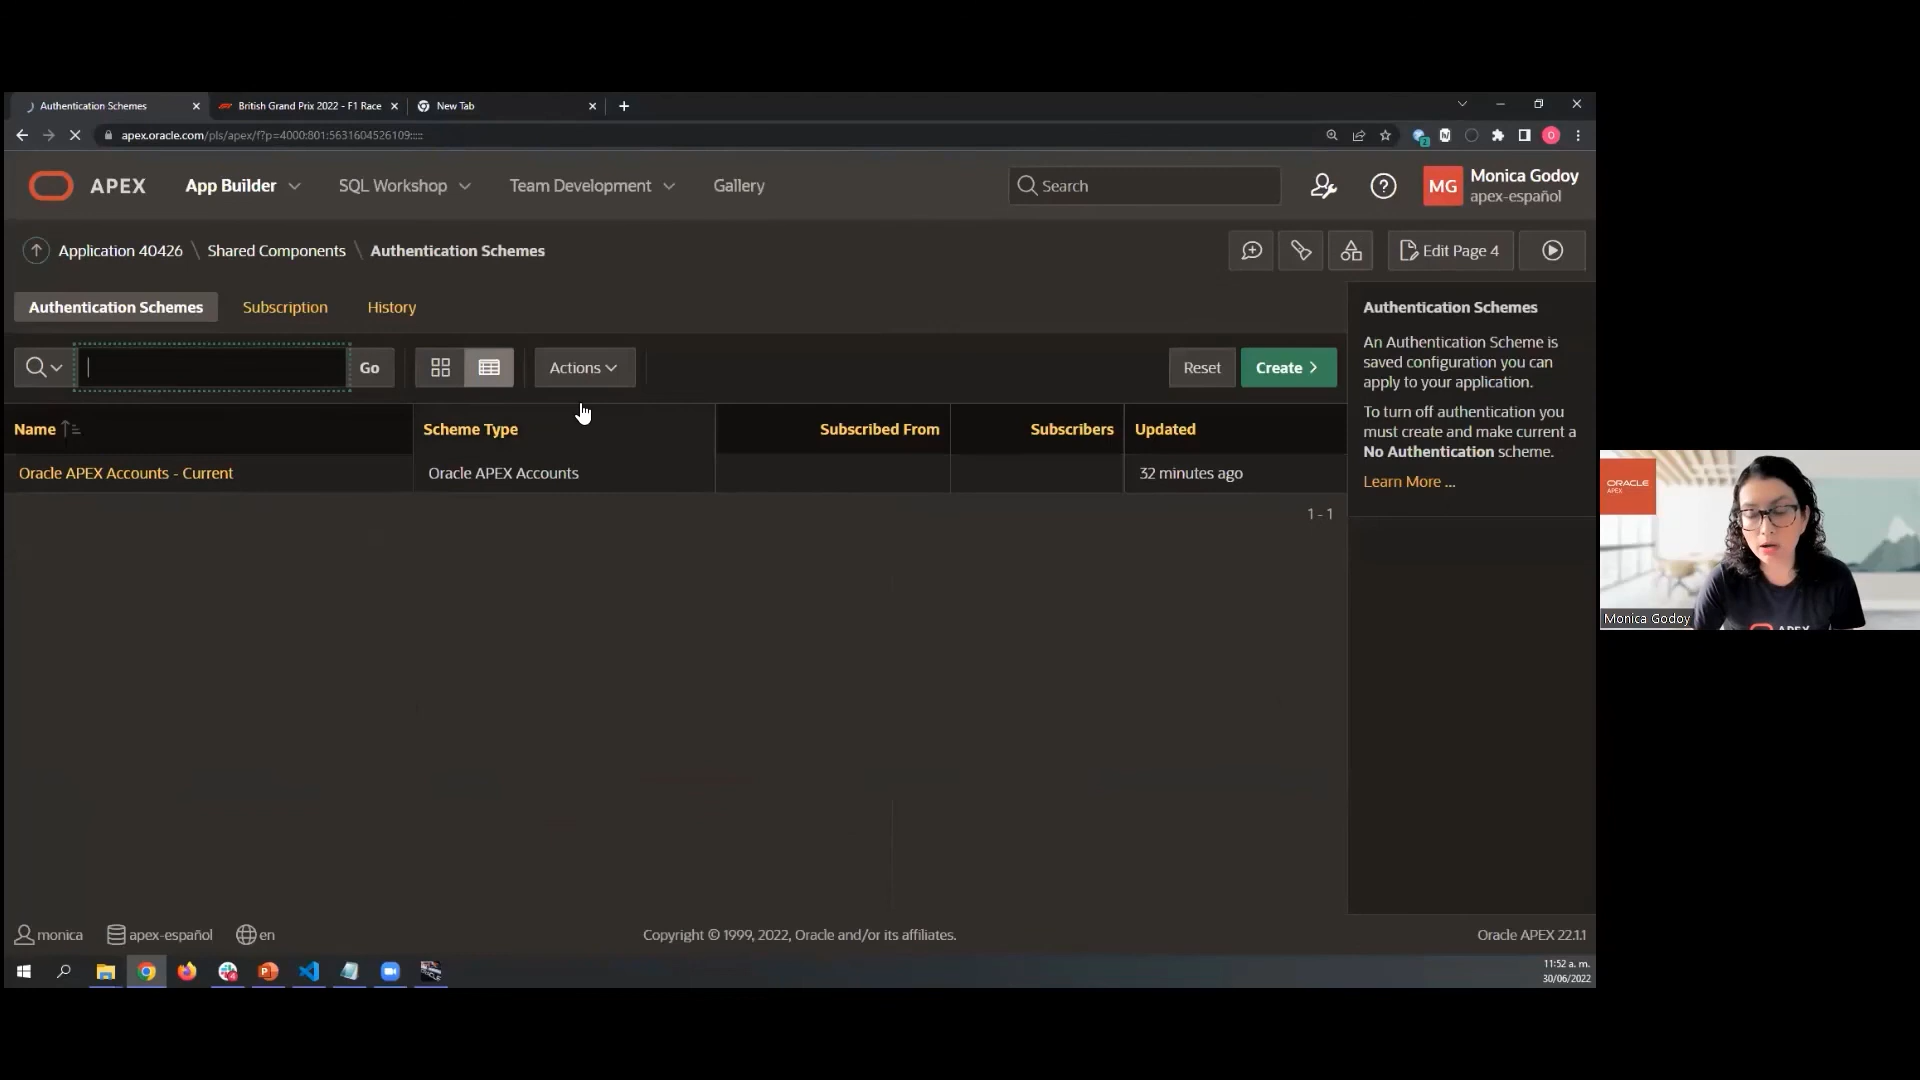 Authentication Schemes
British Grand Prix 2022 - F1 Race
New Tab
apex.oracle.com/pls/apex/f?p=4000:801:5631604526109:::::
APEX
App Builder
SQL Workshop
Team Development
Gallery
Search
MG
Monica Godoy
apex-español
Application 40426 \ Shared Components \ Authentication Schemes
Edit Page 4
Authentication Schemes
Subscription
History
Go
Actions
Reset
Create
Name
Scheme Type
Subscribed From
Subscribers
Updated
Oracle APEX Accounts - Current
Oracle APEX Accounts
32 minutes ago
1 - 1
Authentication Schemes
An Authentication Scheme is
saved configuration you can
apply to your application.
To turn off authentication you
must create and make current a
No Authentication scheme.
Learn More ...
ORACLE
APEX
Monica Godoy
monica
apex-español
en
Copyright © 1999, 2022, Oracle and/or its affiliates.
Oracle APEX 22.1.1
11:52 a. m.
30/06/2022